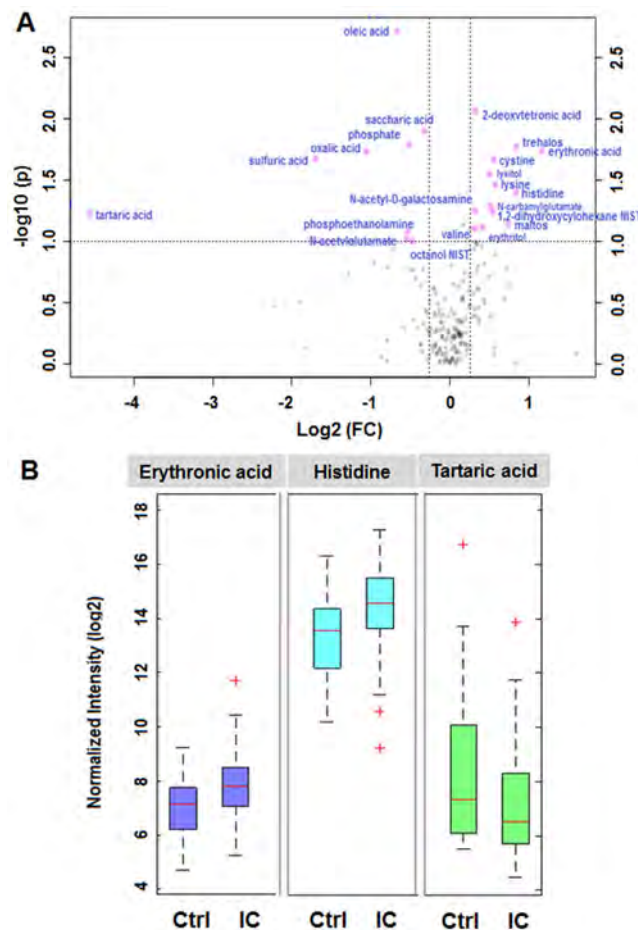 A
2.5
2.0
1.5
1.0
0.5
0.0
-log10 (p)
2.5
2.0
1.5
1.0
0.5
0.0
oleic acid
2-deoxvtetronic acid
saccharic acid
phosphate
trehalos
oxalic acid
erythronic acid
sulfuric acid
cystine
lyxitol
lysine
histidine
N-acetyl-D-galactosamine
N-carbamylglutamate
tartaric acid
1,2-dihydroxycylohexane NIST
phosphoethanolamine
maltos
valine
erythritol
N-acetylglutamate
octanol NIST
-4 -3 -2 -1 0 1
Log2 (FC)
B
Erythronic acid Histidine Tartaric acid
Normalized Intensity (log2)
18
16
14
12
10
8
6
4
Ctrl IC Ctrl IC Ctrl IC